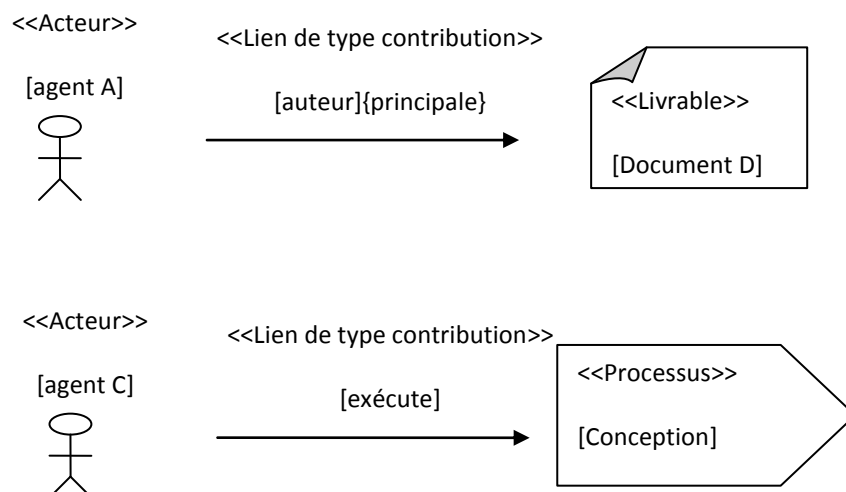 <<Acteur>>
<<Lien de type contribution>>
[agent A]
[auteur]{principale}
<<Livrable>>
[Document D]
<<Acteur>>
<<Lien de type contribution>>
[agent C]
[exécute]
<<Processus>>
[Conception]